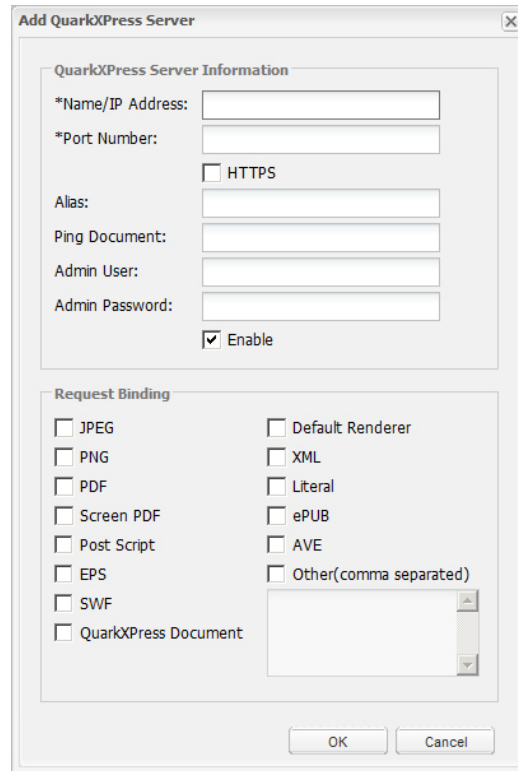 Add QuarkXPress Server
QuarkXPress Server Information
*Name/IP Address:
*Port Number:
HTTPS
Alias:
Ping Document:
Admin User:
Admin Password:
Enable
Request Binding
JPEG
PNG
PDF
Screen PDF
Post Script
EPS
SWF
QuarkXPress Document
Default Renderer
XML
Literal
ePUB
AVE
Other(comma separated)
OK
Cancel